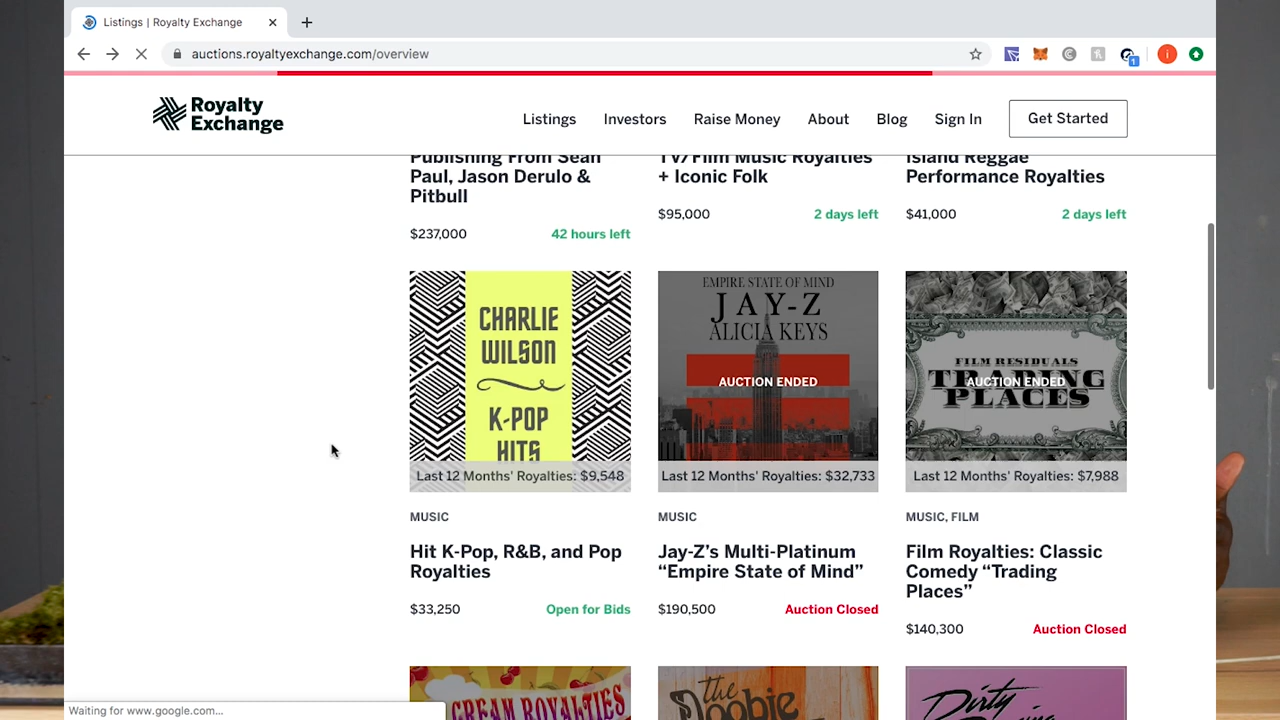 Listings | Royalty Exchange
auctions.royaltyexchange.com/overview
1
i
Royalty
Exchange
Listings
Investors
Raise Money
About
Blog
Sign In
Get Started
Publishing From Sean
Paul, Jason Derulo &
Pitbull
$237,000
42 hours left
TV/Film Music Royalties
+ Iconic Folk
$95,000
2 days left
Island Reggae
Performance Royalties
$41,000
2 days left
CHARLIE
WILSON
K-POP
HITS
Last 12 Months' Royalties: $9,548
MUSIC
Hit K-Pop, R&B, and Pop
Royalties
$33,250
Open for Bids
EMPIRE STATE OF MIND
JAY-Z
ALICIA KEYS
AUCTION ENDED
Last 12 Months' Royalties: $32,733
MUSIC
Jay-Z's Multi-Platinum
“Empire State of Mind”
$190,500
Auction Closed
FILM RESIDUALS
TRADING
AUCTION ENDED
PLACES
Last 12 Months' Royalties: $7,988
MUSIC, FILM
Film Royalties: Classic
Comedy “Trading
Places”
$140,300
Auction Closed
CREAM ROYALTIES
the
Doobie
Dirty
Waiting for www.google.com...